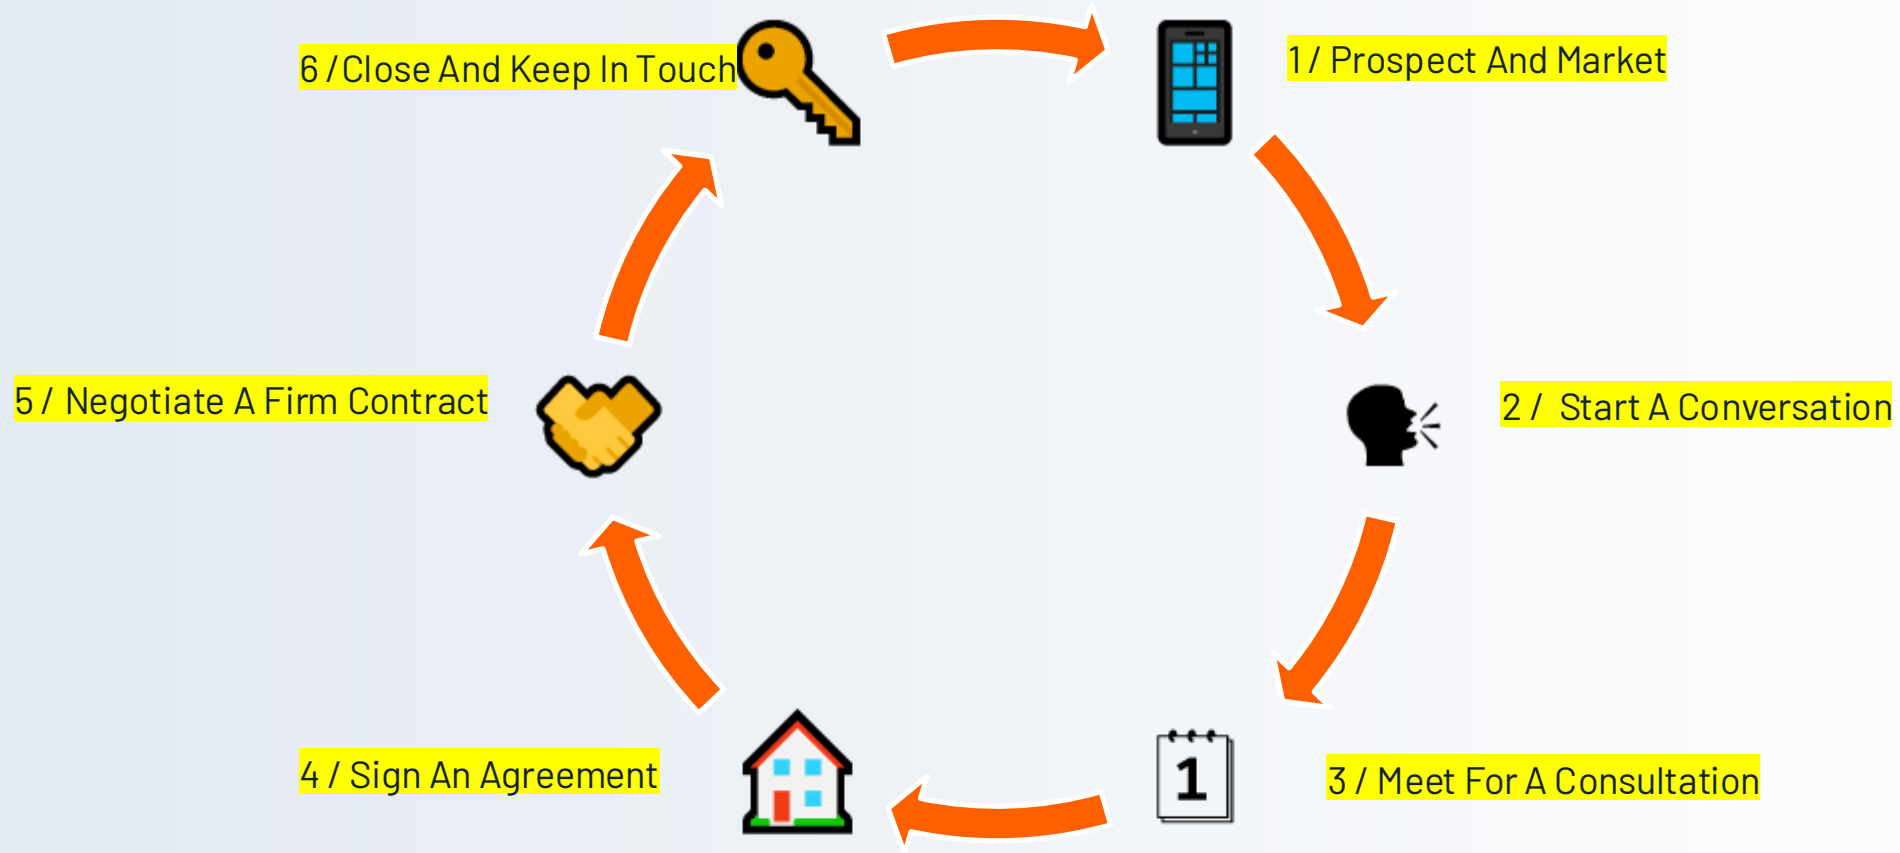 6 /Close And Keep In Touch
1 / Prospect And Market
5 / Negotiate A Firm Contract
2 / Start A Conversation
1
4 / Sign An Agreement
3 / Meet For A Consultation